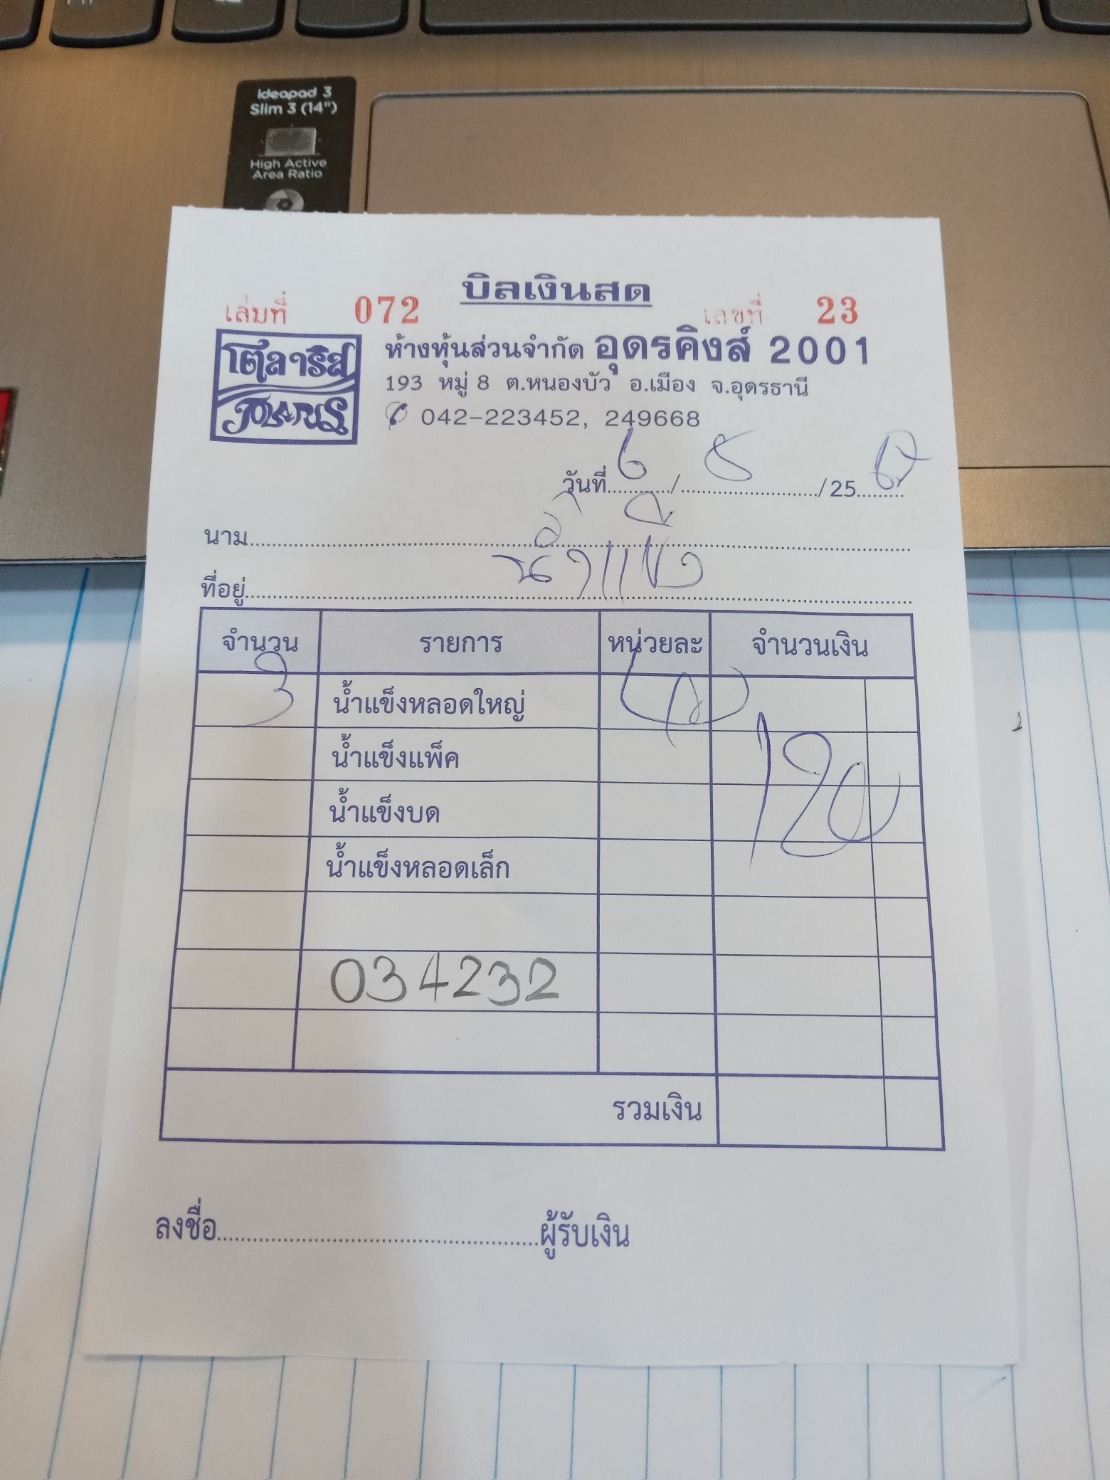 ideapad 3
Slim 3 (14")
High Active
Area Ratio
บิลเงินสด
เล่มที่ 072 เลขที่ 23
โตลาริส
TOLARIS
ห้างหุ้นส่วนจำกัด อุดรคิงส์ 2001
193 หมู่ 8 ต.หนองบัว อ.เมือง จ.อุดรธานี
042-223452, 249668
วันที่ 6 / 8 / 25
นาม
น้ำแข็ง
ที่อยู่
จำนวน รายการ หน่วยละ จำนวนเงิน
3 น้ำแข็งหลอดใหญ่ 40
น้ำแข็งแพ็ค 120
น้ำแข็งบด
น้ำแข็งหลอดเล็ก
034232
รวมเงิน
ลงชื่อ ผู้รับเงิน